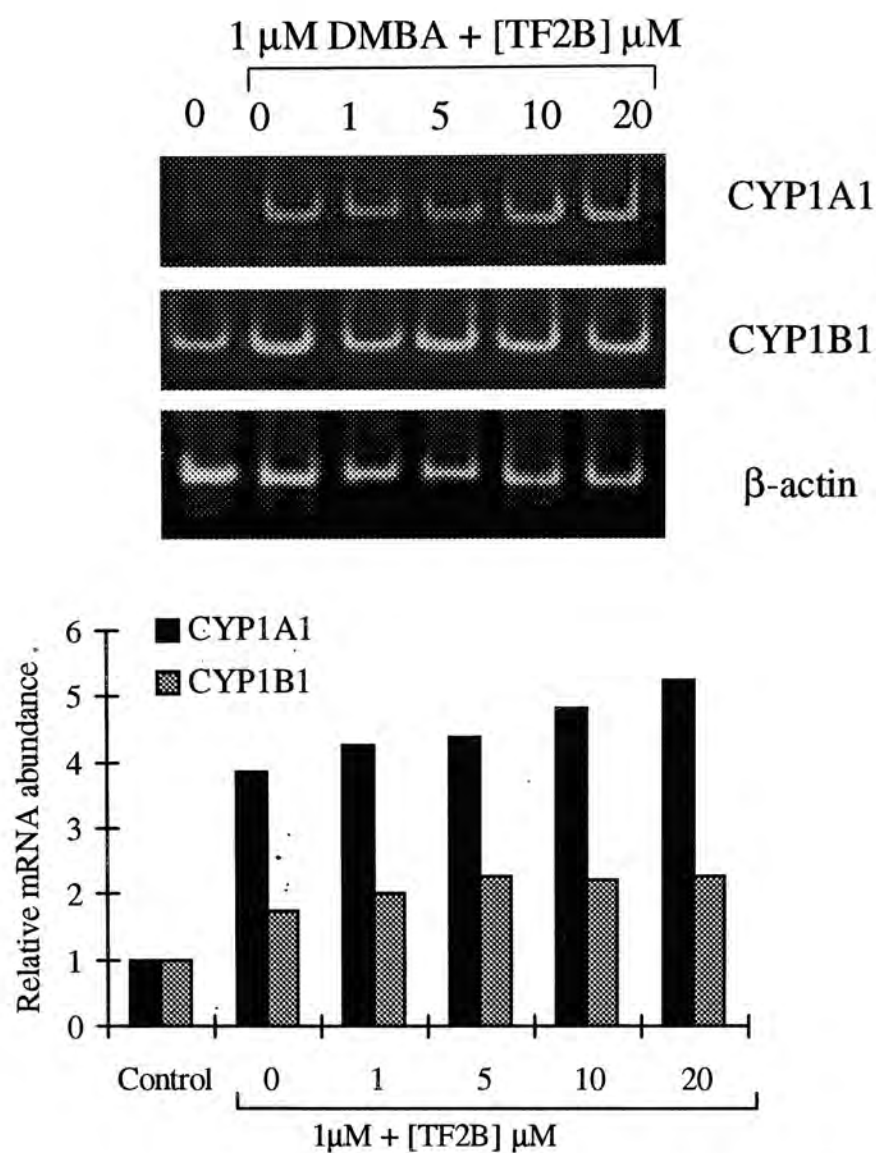 1 µM DMBA + [TF2B] µM
0 0 1 5 10 20
CYP1A1
CYP1B1
β-actin
6
5
4
3
2
1
0
Relative mRNA abundance
CYP1A1
CYP1B1
Control 0 1 5 10 20
1µM + [TF2B] µM